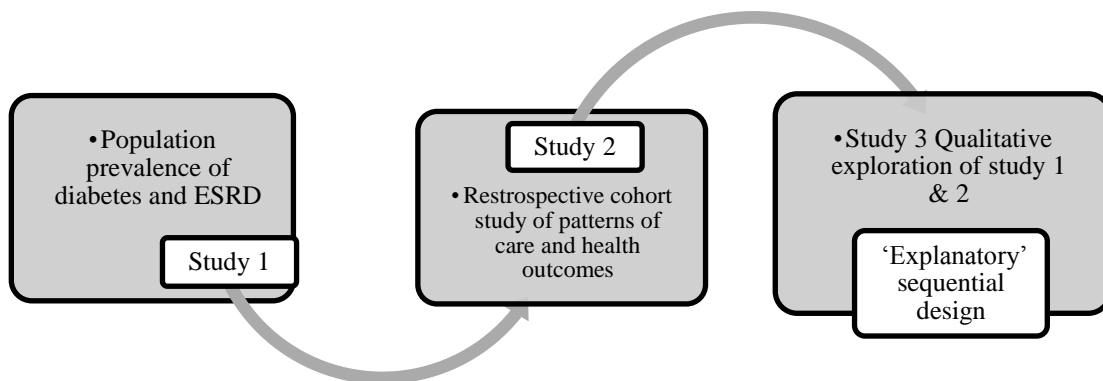 •Population
prevalence of
diabetes and ESRD
Study 1
Study 2
•Restrospective cohort
study of patterns of
care and health
outcomes
•Study 3 Qualitative
exploration of study 1
& 2
‘Explanatory’
sequential
design